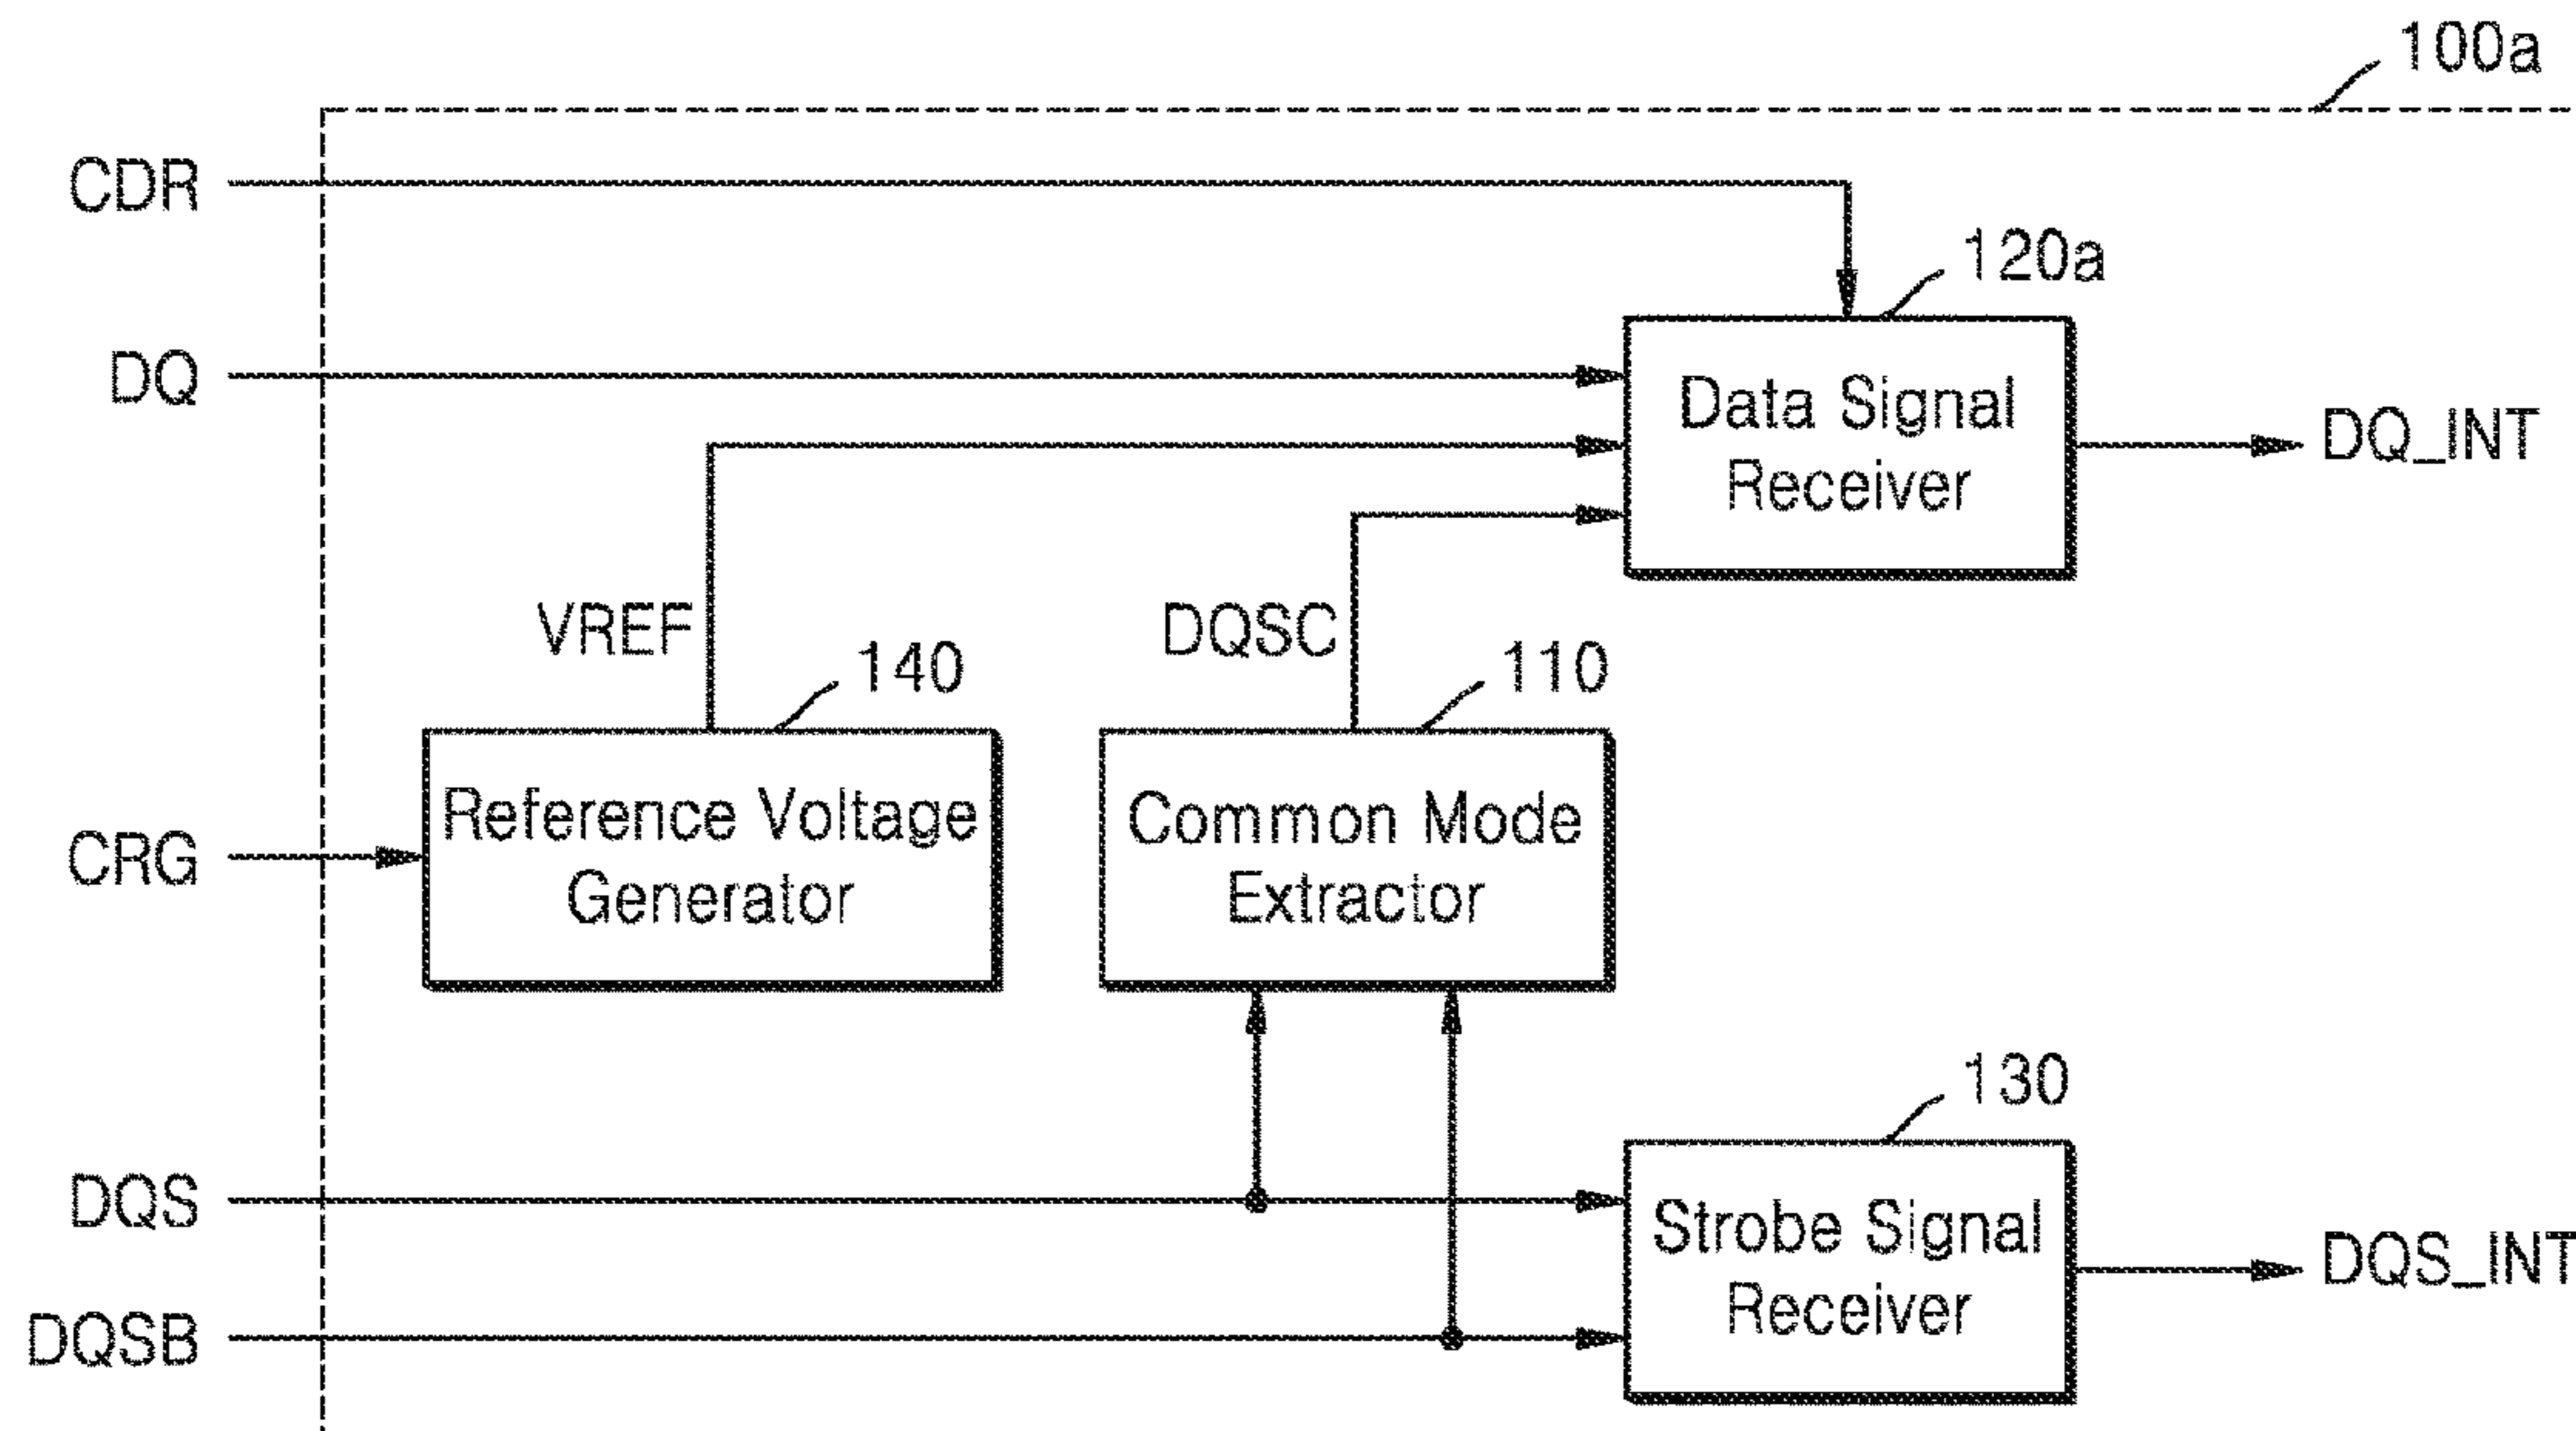 100a
CDR
120a
DQ
Data Signal
Receiver
DQ_INT
VREF
140
DQSC
110
CRG
Reference Voltage
Generator
Common Mode
Extractor
130
DQS
Strobe Signal
Receiver
DQS_INT
DQSB